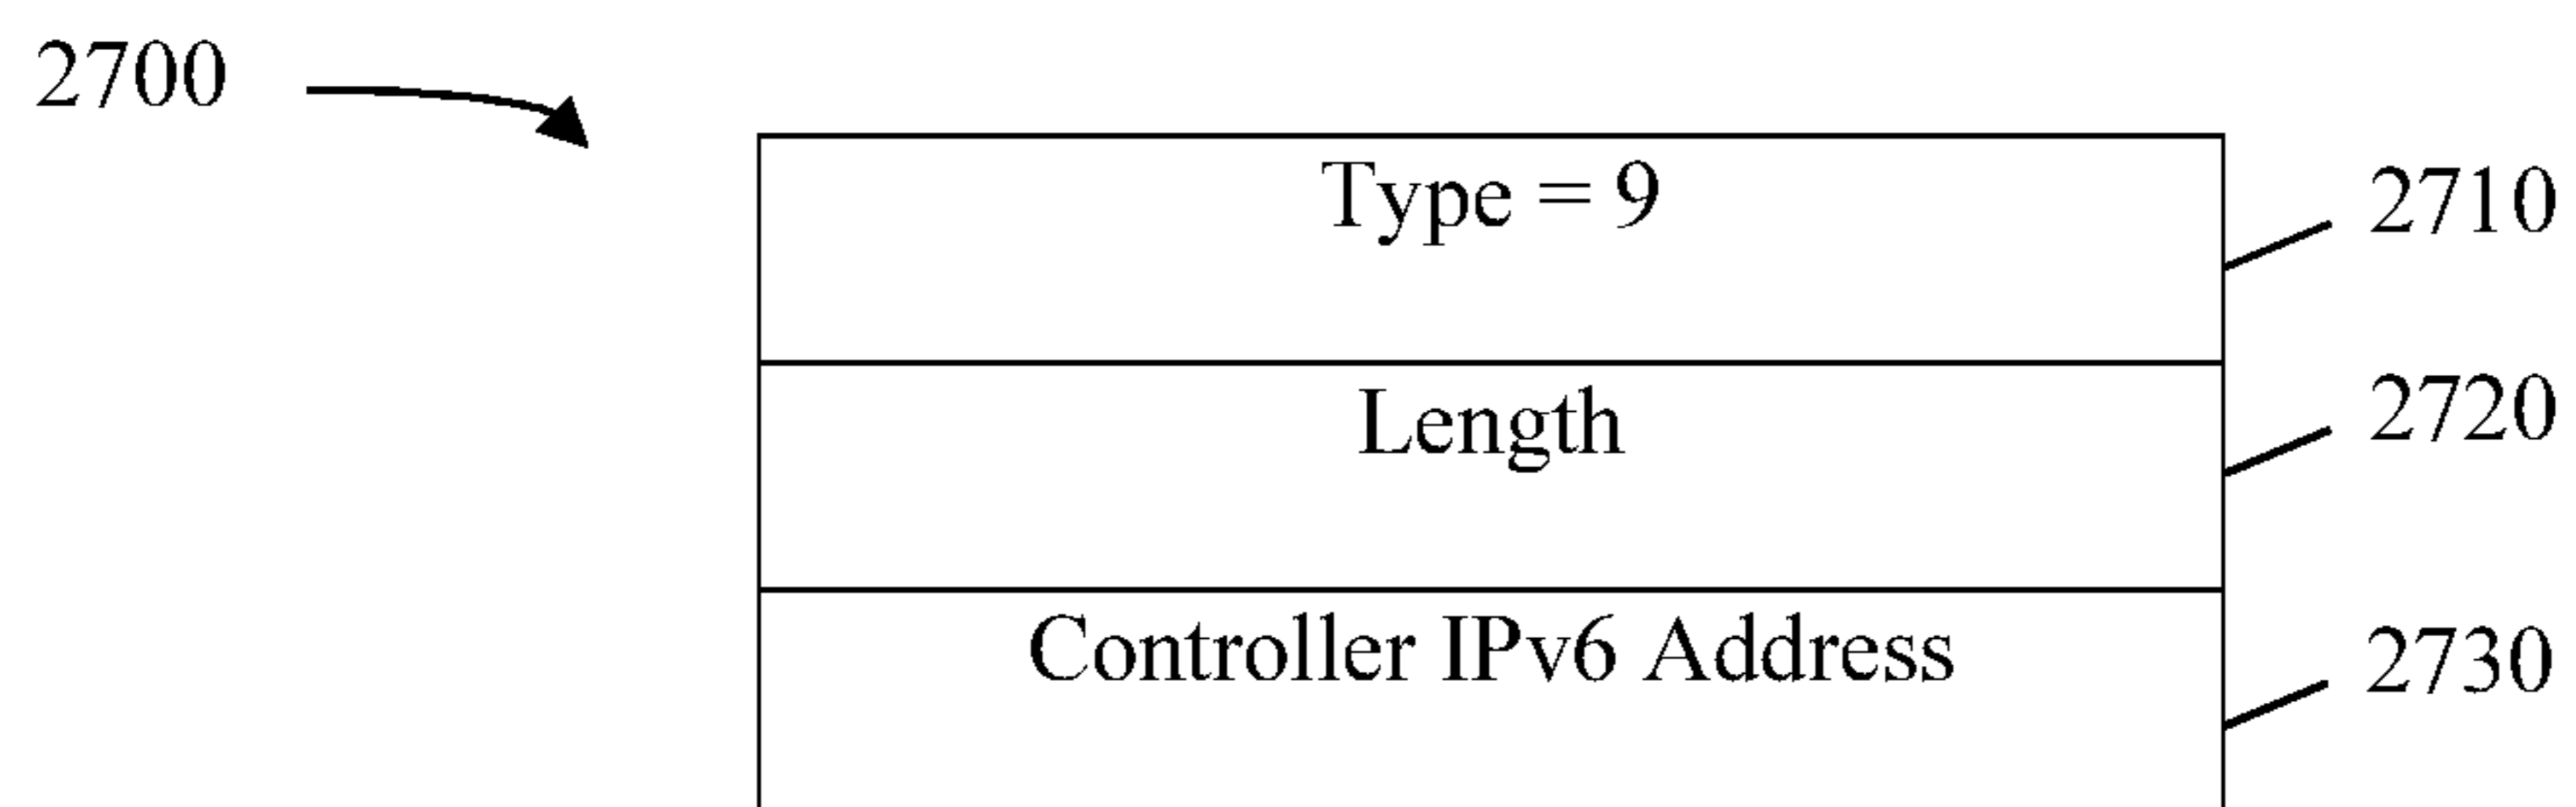 2700
Type = 9
2710
Length
2720
Controller IPv6 Address
2730